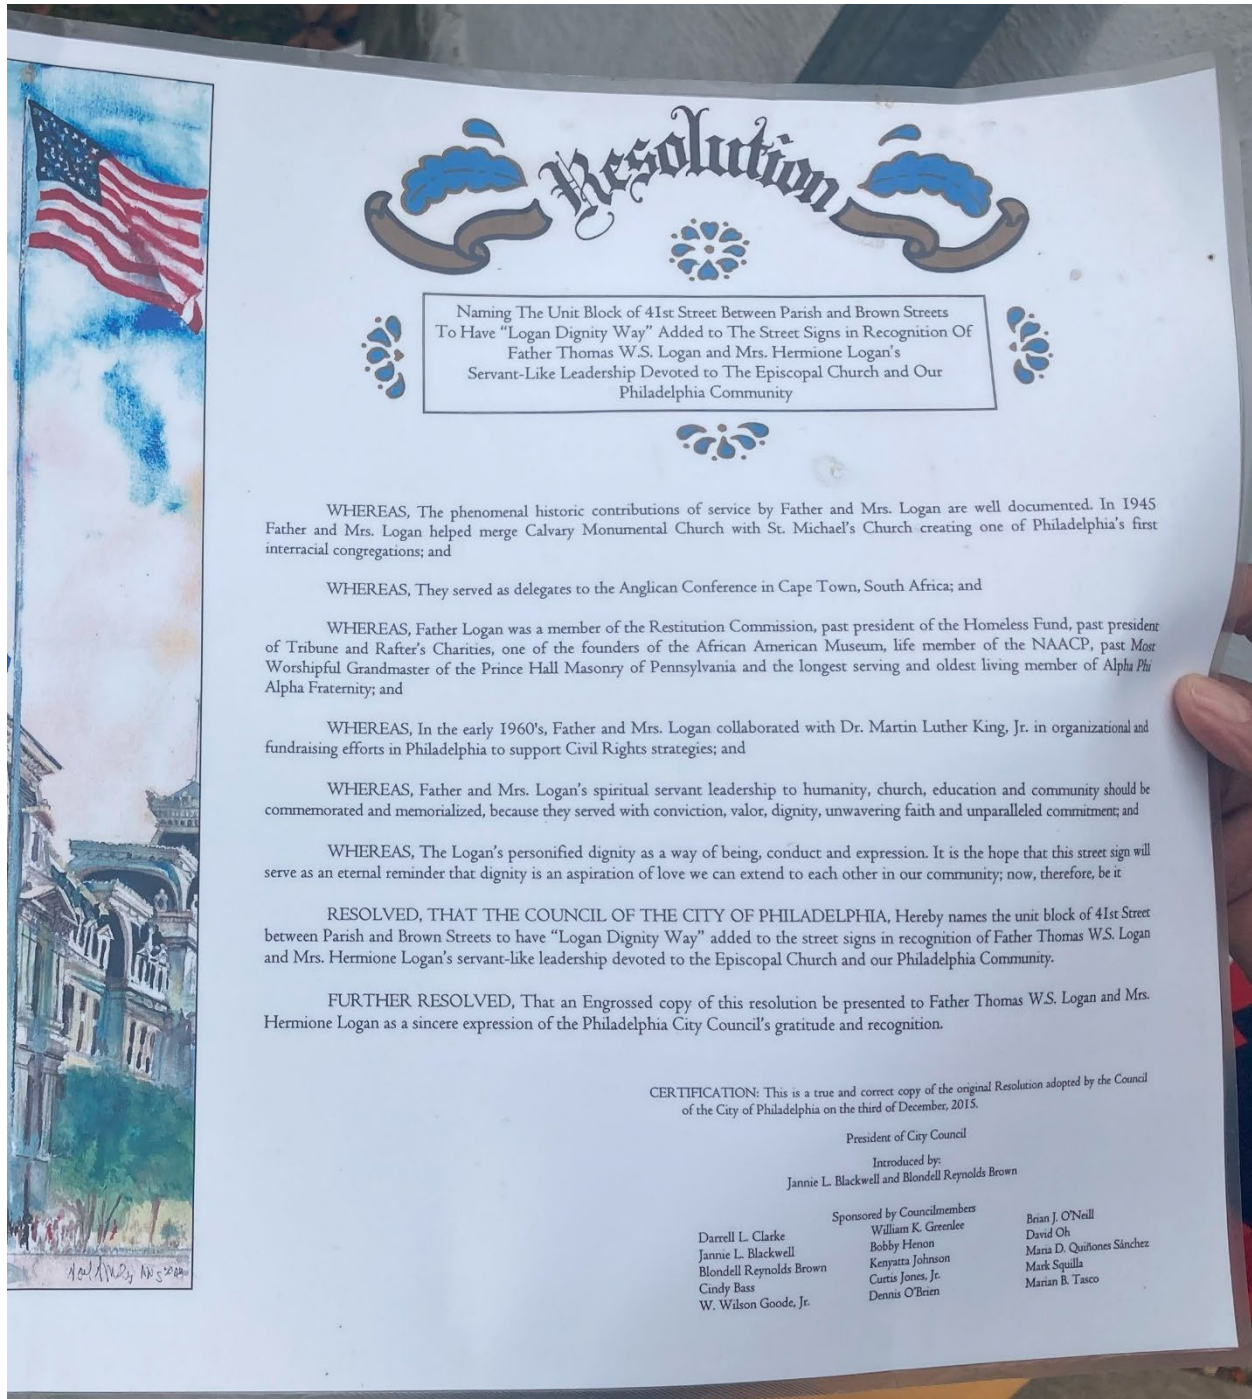 Resolution
Naming The Unit Block of 41st Street Between Parish and Brown Streets
To Have “Logan Dignity Way” Added to The Street Signs in Recognition Of
Father Thomas W.S. Logan and Mrs. Hermione Logan's
Servant-Like Leadership Devoted to The Episcopal Church and Our
Philadelphia Community
WHEREAS, The phenomenal historic contributions of service by Father and Mrs. Logan are well documented. In 1945
Father and Mrs. Logan helped merge Calvary Monumental Church with St. Michael's Church creating one of Philadelphia's first
interracial congregations; and
WHEREAS, They served as delegates to the Anglican Conference in Cape Town, South Africa; and
WHEREAS, Father Logan was a member of the Restitution Commission, past president of the Homeless Fund, past president
of Tribune and Rafter's Charities, one of the founders of the African American Museum, life member of the NAACP, past Most
Worshipful Grandmaster of the Prince Hall Masonry of Pennsylvania and the longest serving and oldest living member of Alpha Phi
Alpha Fraternity; and
WHEREAS, In the early 1960's, Father and Mrs. Logan collaborated with Dr. Martin Luther King, Jr. in organizational and
fundraising efforts in Philadelphia to support Civil Rights strategies; and
WHEREAS, Father and Mrs. Logan's spiritual servant leadership to humanity, church, education and community should be
commemorated and memorialized, because they served with conviction, valor, dignity, unwavering faith and unparalleled commitment; and
WHEREAS, The Logan's personified dignity as a way of being, conduct and expression. It is the hope that this street sign will
serve as an eternal reminder that dignity is an aspiration of love we can extend to each other in our community; now, therefore, be it
RESOLVED, THAT THE COUNCIL OF THE CITY OF PHILADELPHIA, Hereby names the unit block of 41st Street
between Parish and Brown Streets to have “Logan Dignity Way” added to the street signs in recognition of Father Thomas W.S. Logan
and Mrs. Hermione Logan's servant-like leadership devoted to the Episcopal Church and our Philadelphia Community.
FURTHER RESOLVED, That an Engrossed copy of this resolution be presented to Father Thomas W.S. Logan and Mrs.
Hermione Logan as a sincere expression of the Philadelphia City Council's gratitude and recognition.
CERTIFICATION: This is a true and correct copy of the original Resolution adopted by the Council
of the City of Philadelphia on the third of December, 2015.
President of City Council
Introduced by:
Jannie L. Blackwell and Blondell Reynolds Brown
Sponsored by Councilmembers
Darrell L. Clarke
Jannie L. Blackwell
Blondell Reynolds Brown
Cindy Bass
W. Wilson Goode, Jr.
William K. Greenlee
Bobby Henon
Kenyatta Johnson
Curtis Jones, Jr.
Dennis O'Brien
Brian J. O'Neill
David Oh
Maria D. Quiñones Sánchez
Mark Squilla
Marian B. Tasco